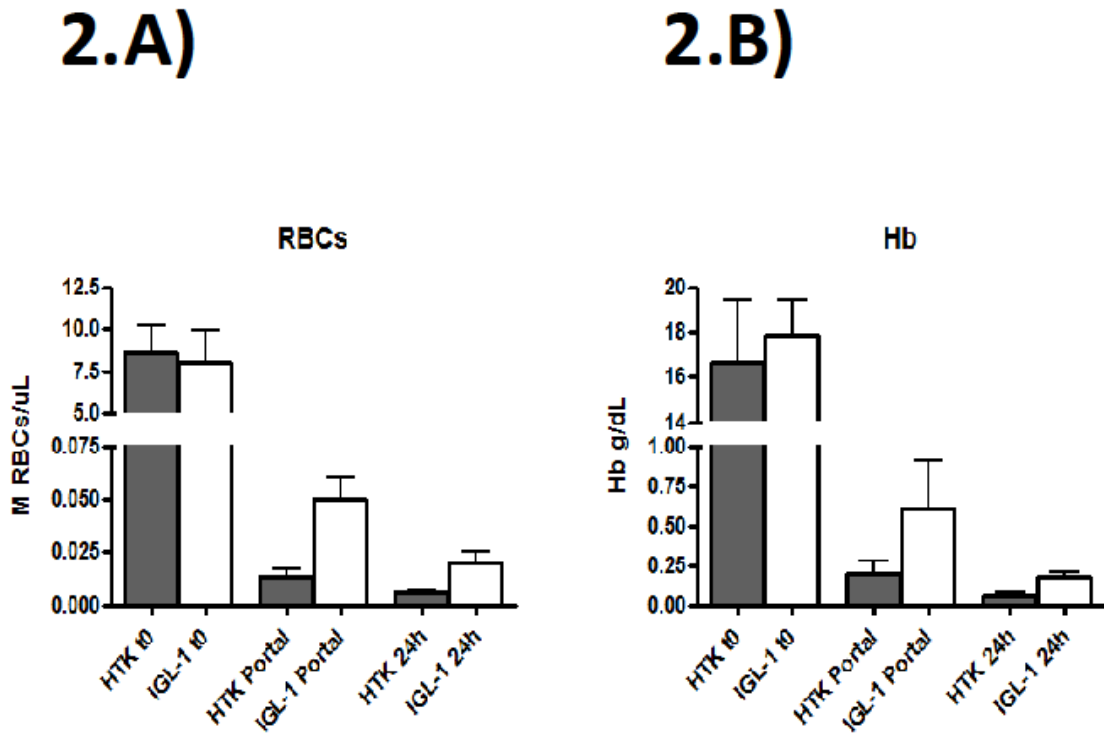 2.A)
RBCs
M RBCs/uL
12.5
10.0
7.5
5.0
0.075
0.050
0.025
0.000
HTK t0
IGL-1 t0
HTK Portal
IGL-1 Portal
HTK 24h
IGL-1 24h
2.B)
Hb
Hb g/dL
20
18
16
14
1.00
0.75
0.50
0.25
0.00
HTK t0
IGL-1 t0
HTK Portal
IGL-1 Portal
HTK 24h
IGL-1 24h